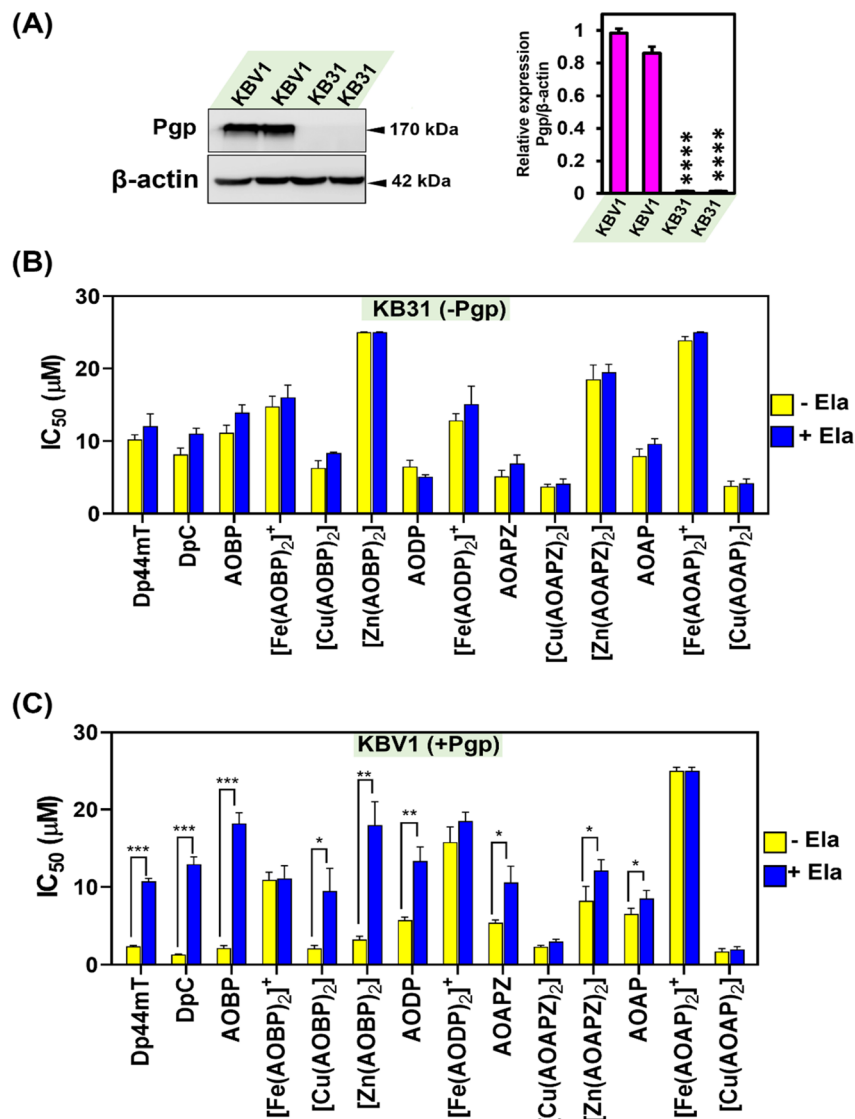 (A)
KBV1 KBV1 KB31 KB31
Pgp
170 kDa
β-actin
42 kDa
Relative expression
Pgp/β-actin
1
0.8
0.6
0.4
0.2
0
****
****
KBV1 KBV1 KB31 KB31
(B)
KB31 (-Pgp)
IC50 (μM)
30
20
10
0
- Ela
+ Ela
Dp44mT
DpC
AOBP
[Fe(AOBP)2]+
[Cu(AOBP)2]
[Zn(AOBP)2]
AODP
[Fe(AODP)2]+
AOAPZ
[Cu(AOAPZ)2]
[Zn(AOAPZ)2]
AOAP
[Fe(AOAP)2]+
[Cu(AOAP)2]
(C)
KBV1 (+Pgp)
IC50 (μM)
30
20
10
0
***
***
***
*
**
**
*
*
*
- Ela
+ Ela
Dp44mT
DpC
AOBP
[Fe(AOBP)2]+
[Cu(AOBP)2]
[Zn(AOBP)2]
AODP
[Fe(AODP)2]+
AOAPZ
[Cu(AOAPZ)2]
[Zn(AOAPZ)2]
AOAP
[Fe(AOAP)2]+
[Cu(AOAP)2]